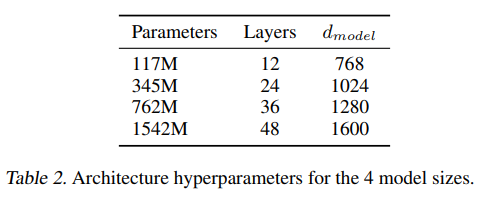 Parameters Layers d_model
117M 12 768
345M 24 1024
762M 36 1280
1542M 48 1600
Table 2. Architecture hyperparameters for the 4 model sizes.